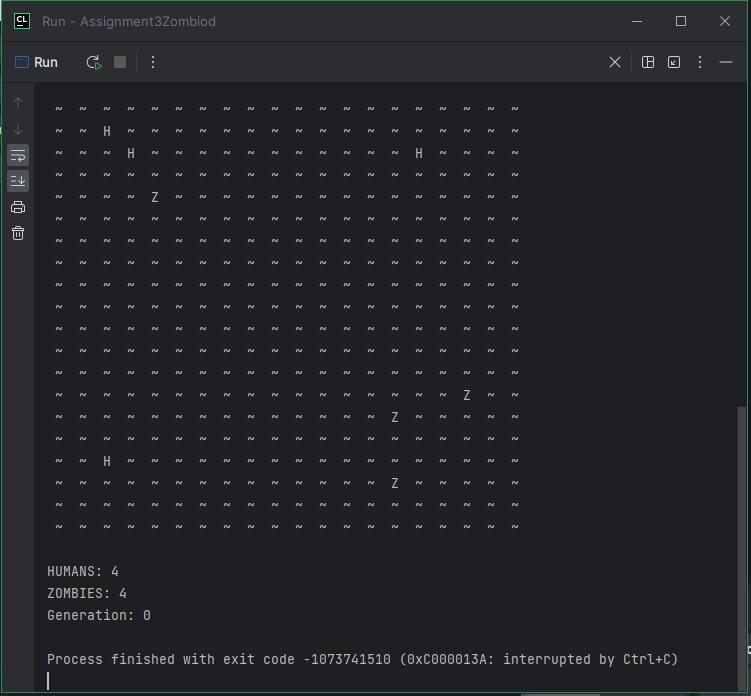 CL Run - Assignment3Zombiod
Run
~ ~ ~ ~ ~ ~ ~ ~ ~ ~ ~ ~ ~ ~ ~ ~ ~ ~ ~ ~
~ ~ H ~ ~ ~ ~ ~ ~ ~ ~ ~ ~ ~ ~ ~ ~ ~ ~ ~
~ ~ ~ H ~ ~ ~ ~ ~ ~ ~ ~ ~ ~ ~ H ~ ~ ~ ~
~ ~ ~ ~ ~ ~ ~ ~ ~ ~ ~ ~ ~ ~ ~ ~ ~ ~ ~ ~
~ ~ ~ ~ Z ~ ~ ~ ~ ~ ~ ~ ~ ~ ~ ~ ~ ~ ~ ~
~ ~ ~ ~ ~ ~ ~ ~ ~ ~ ~ ~ ~ ~ ~ ~ ~ ~ ~ ~
~ ~ ~ ~ ~ ~ ~ ~ ~ ~ ~ ~ ~ ~ ~ ~ ~ ~ ~ ~
~ ~ ~ ~ ~ ~ ~ ~ ~ ~ ~ ~ ~ ~ ~ ~ ~ ~ ~ ~
~ ~ ~ ~ ~ ~ ~ ~ ~ ~ ~ ~ ~ ~ ~ ~ ~ ~ ~ ~
~ ~ ~ ~ ~ ~ ~ ~ ~ ~ ~ ~ ~ ~ ~ ~ ~ ~ ~ ~
~ ~ ~ ~ ~ ~ ~ ~ ~ ~ ~ ~ ~ ~ ~ ~ ~ ~ ~ ~
~ ~ ~ ~ ~ ~ ~ ~ ~ ~ ~ ~ ~ ~ ~ ~ ~ ~ ~ ~
~ ~ ~ ~ ~ ~ ~ ~ ~ ~ ~ ~ ~ ~ ~ ~ ~ ~ ~ ~
~ ~ ~ ~ ~ ~ ~ ~ ~ ~ ~ ~ ~ ~ ~ ~ ~ Z ~ ~
~ ~ ~ ~ ~ ~ ~ ~ ~ ~ ~ ~ ~ ~ Z ~ ~ ~ ~ ~
~ ~ ~ ~ ~ ~ ~ ~ ~ ~ ~ ~ ~ ~ ~ ~ ~ ~ ~ ~
~ ~ H ~ ~ ~ ~ ~ ~ ~ ~ ~ ~ ~ ~ ~ ~ ~ ~ ~
~ ~ ~ ~ ~ ~ ~ ~ ~ ~ ~ ~ ~ ~ Z ~ ~ ~ ~ ~
~ ~ ~ ~ ~ ~ ~ ~ ~ ~ ~ ~ ~ ~ ~ ~ ~ ~ ~ ~
~ ~ ~ ~ ~ ~ ~ ~ ~ ~ ~ ~ ~ ~ ~ ~ ~ ~ ~ ~
HUMANS: 4
ZOMBIES: 4
Generation: 0
Process finished with exit code -1073741510 (0xC000013A: interrupted by Ctrl+C)